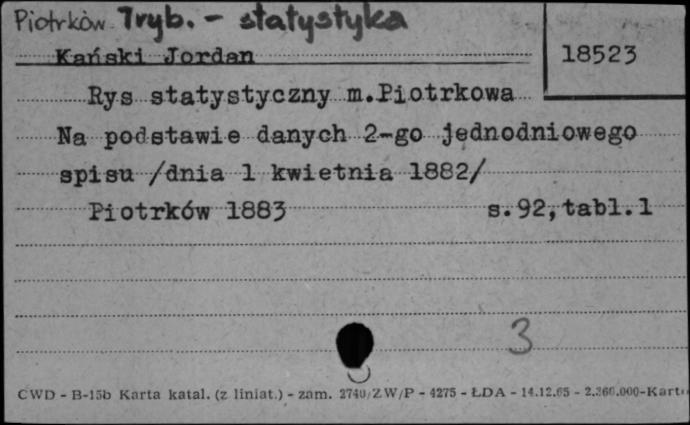 Piotrków Tryb. - statystyka
Kański Jordan
18523
Rys statystyczny m.Piotrkowa
Na podstawie danych 2-go jednodniowego
spisu /dnia 1 kwietnia 1882/
Piotrków 1883 s.92,tabl.1
3
CWD - B-15b Karta katal. (z liniat.) - zam. 2740/ZW/P - 4275 - ŁDA - 14.12.65 - 2.360.000-Karto